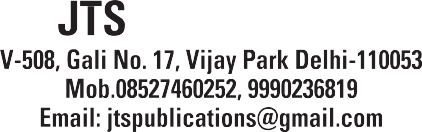 JTS
V-508, Gali No. 17, Vijay Park Delhi-110053
Mob.08527460252, 9990236819
Email: jtspublications@gmail.com